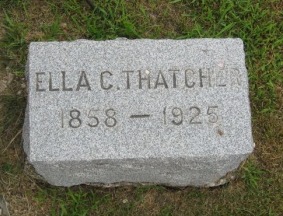 ELLA C. THATCHER
1858 — 1925